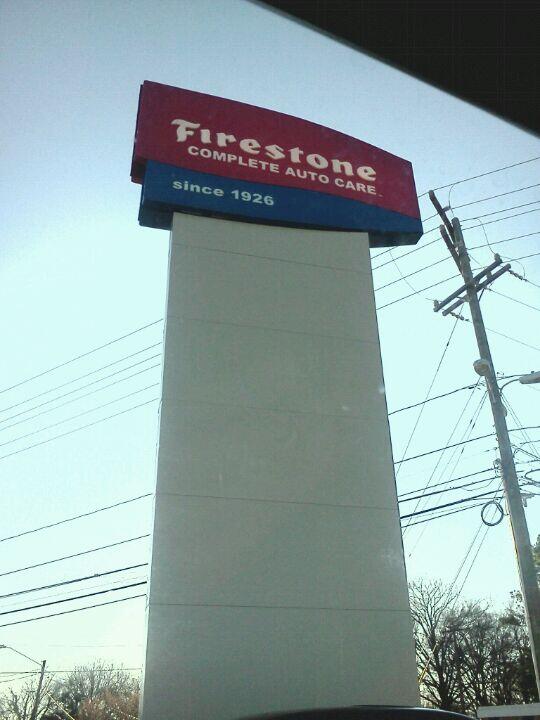 Firestone
COMPLETE AUTO CARE
since 1926